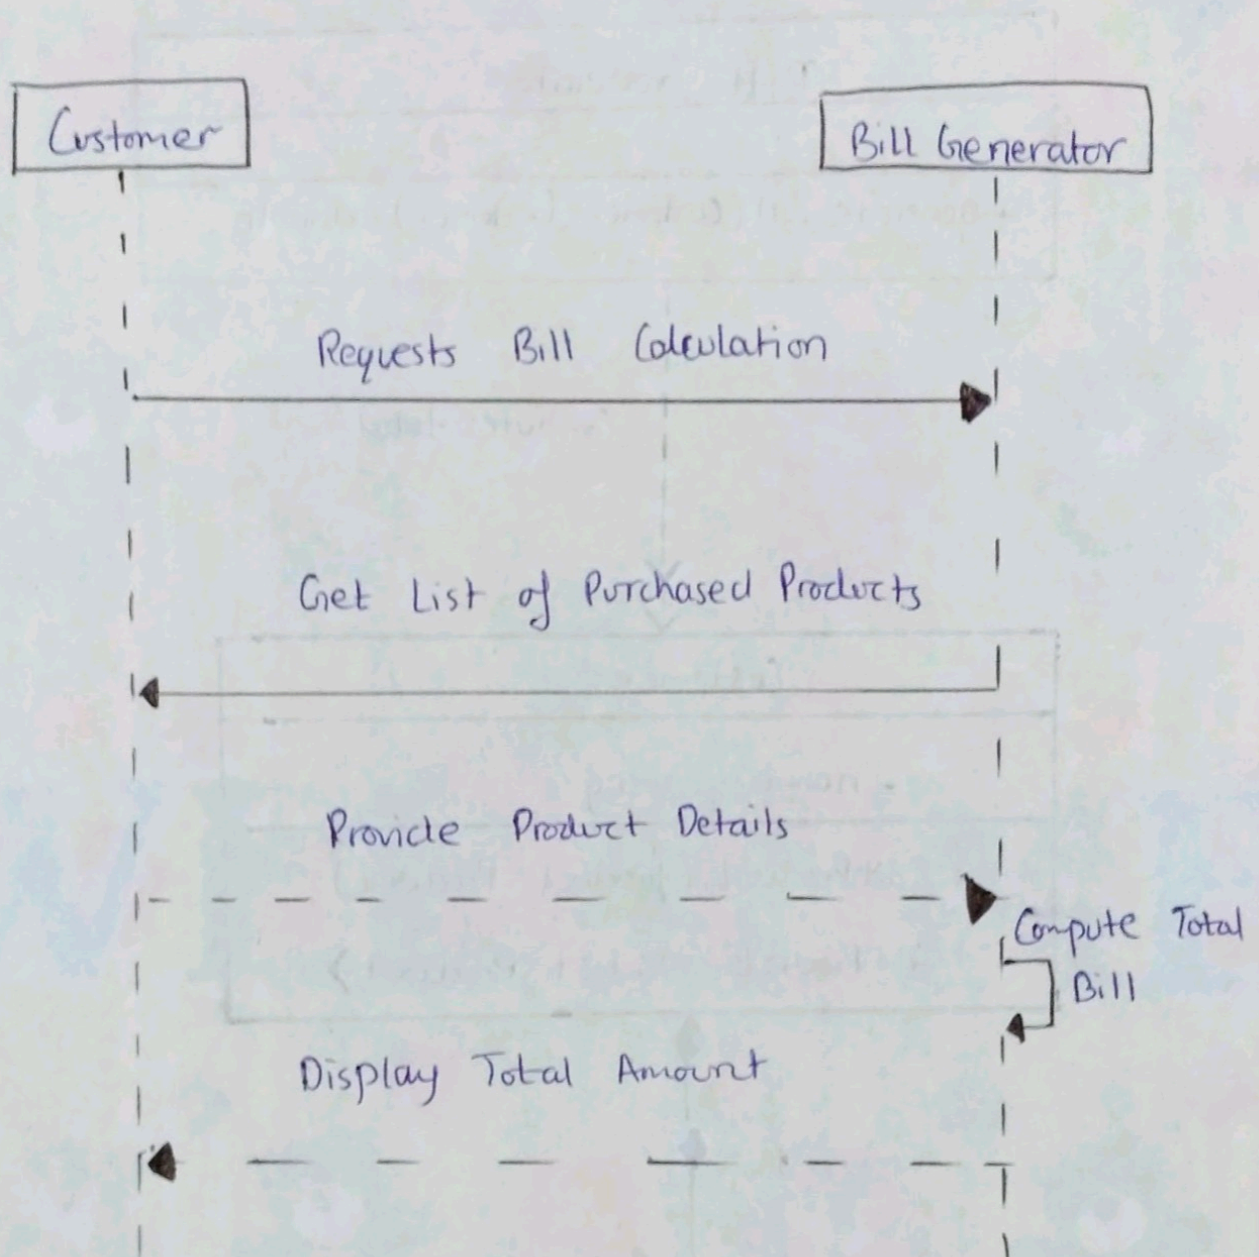 Customer
Bill Generator
Requests Bill Calculation
Get List of Purchased Products
Provide Product Details
Compute Total
Bill
Display Total Amount